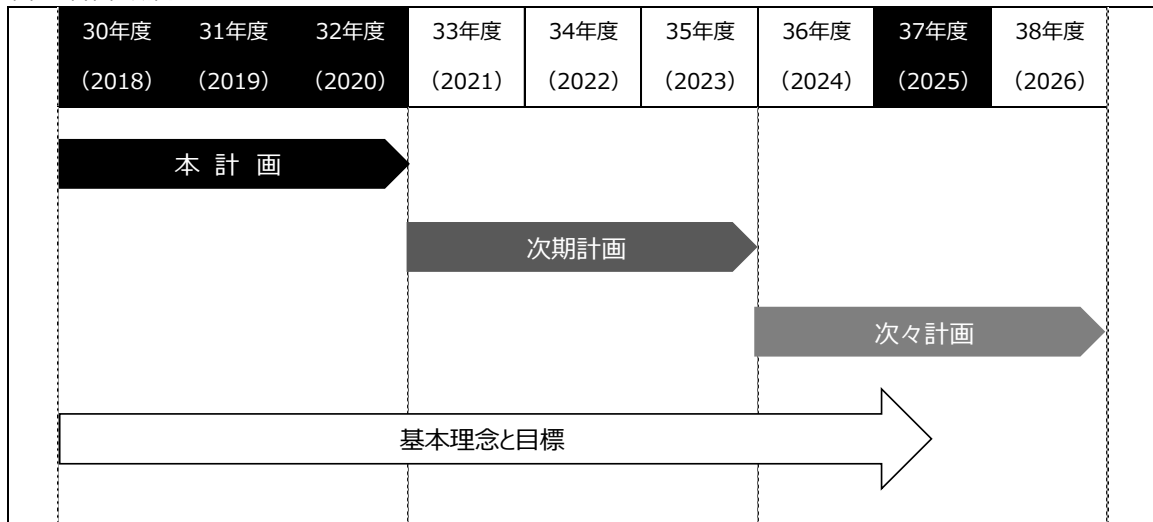 30年度 31年度 32年度 33年度 34年度 35年度 36年度 37年度 38年度
（2018） （2019） （2020） （2021） （2022） （2023） （2024） （2025） （2026）
本 計 画
次期計画
次々計画
基本理念と目標